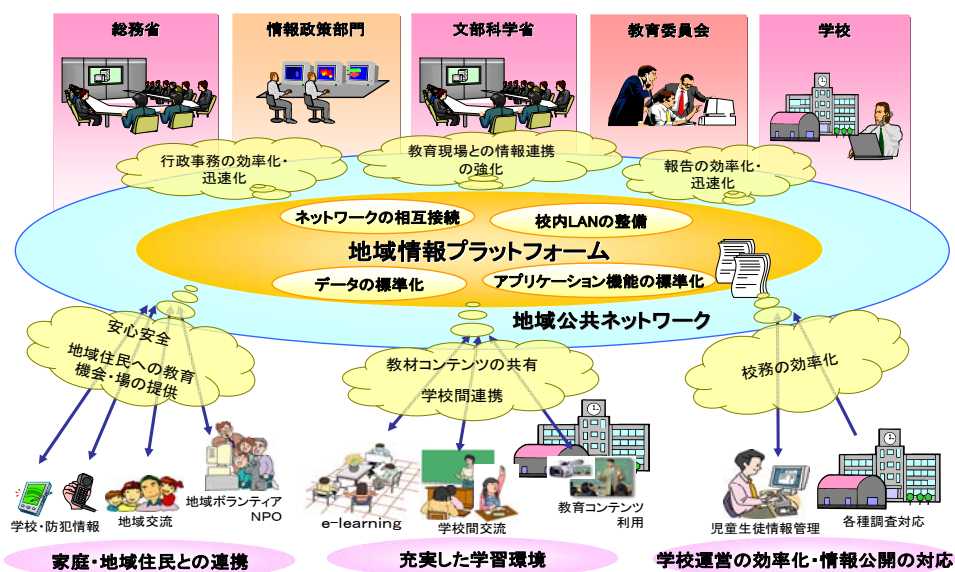 総務省
情報政策部門
文部科学省
教育委員会
学校
行政事務の効率化・
迅速化
教育現場との情報連携
の強化
報告の効率化・
迅速化
ネットワークの相互接続
校内LANの整備
地域情報プラットフォーム
データの標準化
アプリケーション機能の標準化
地域公共ネットワーク
安心安全
地域住民への教育
機会・場の提供
教材コンテンツの共有
学校間連携
校務の効率化
学校・防犯情報
地域交流
地域ボランティア
NPO
e-learning
学校間交流
教育コンテンツ
利用
児童生徒情報管理
各種調査対応
家庭・地域住民との連携
充実した学習環境
学校運営の効率化・情報公開の対応